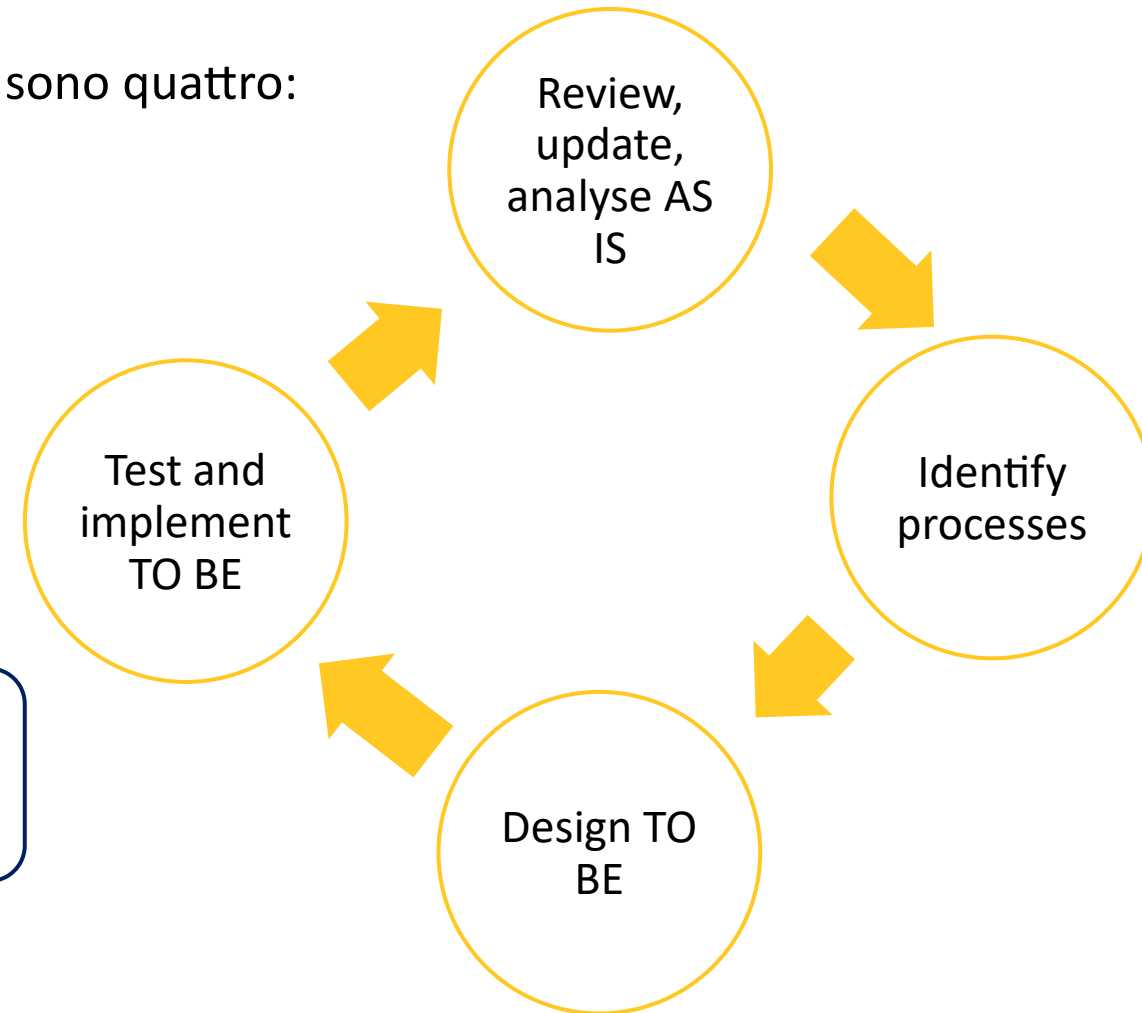 sono quattro:
Review,
update,
analyse AS
IS
Identify
processes
Design TO
BE
Test and
implement
TO BE